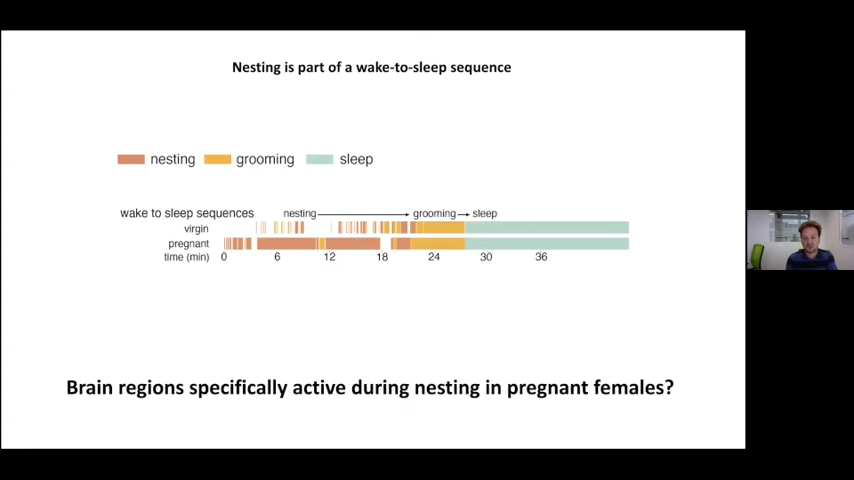 Nesting is part of a wake-to-sleep sequence
nesting grooming sleep
wake to sleep sequences nesting grooming sleep
virgin
pregnant
time (min) 0 6 12 18 24 30 36
Brain regions specifically active during nesting in pregnant females?